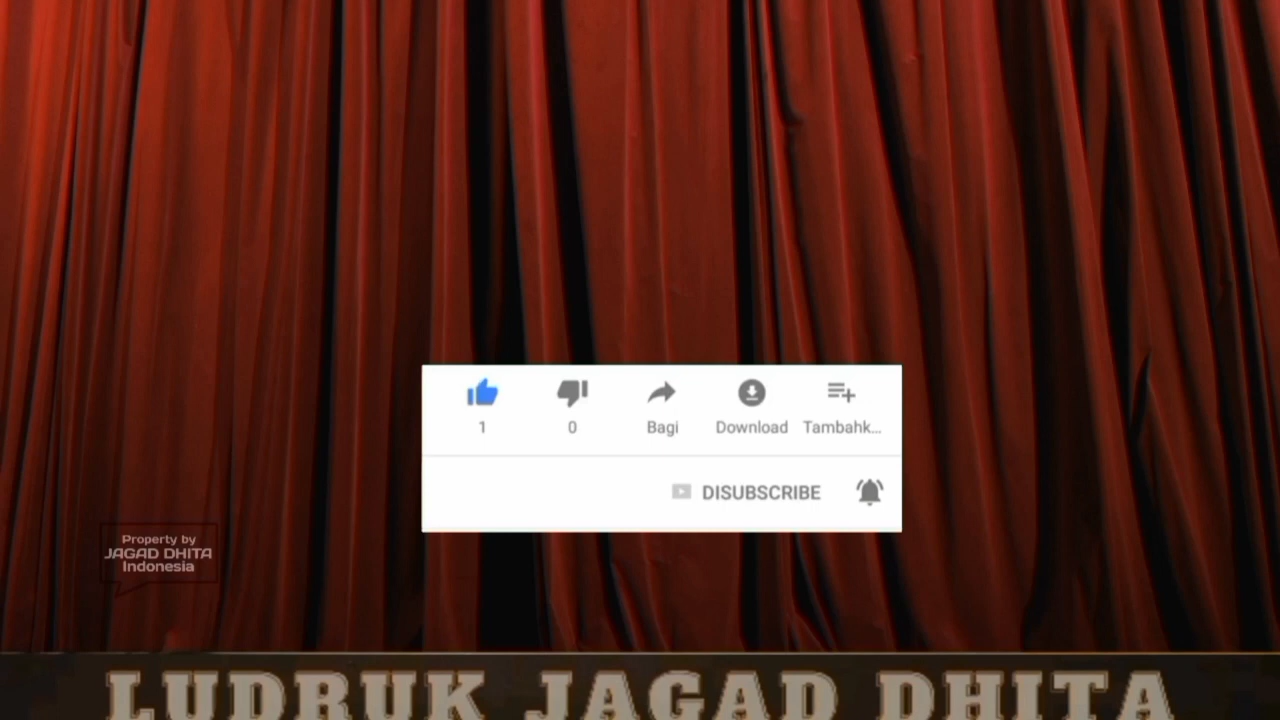 1 0 Bagi Download Tambahk...
DISUBSCRIBE
Property by
JAGAD DHITA
Indonesia
LUDRUK JAGAD DHITA